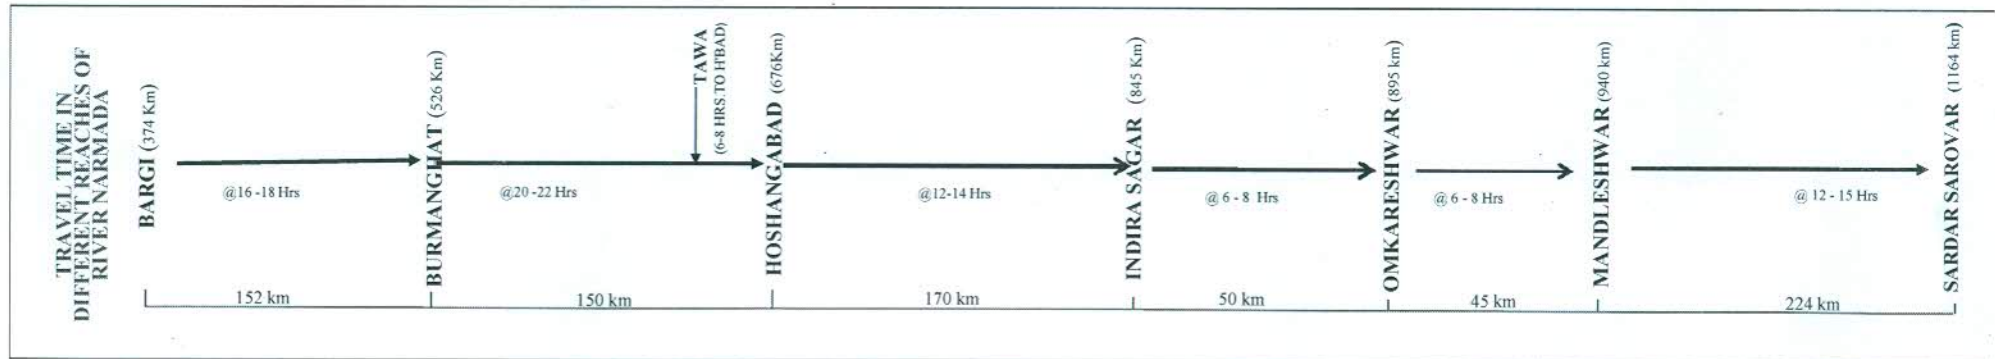 TRAVEL TIME IN
DIFFERENT REACHES OF
RIVER NARMADA
BARGI (374 Km)
@16 -18 Hrs
BURMANGHAT (526 Km)
@20 -22 Hrs
TAWA
(6-8 HRS.TO H'BAD)
HOSHANGABAD (676Km)
@12-14 Hrs
INDIRA SAGAR (845 Km)
@ 6 - 8 Hrs
OMKARESHWAR (895 km)
@ 6 - 8 Hrs
MANDLESHWAR (940 km)
@ 12 - 15 Hrs
SARDAR SAROVAR (1164 km)
152 km
150 km
170 km
50 km
45 km
224 km